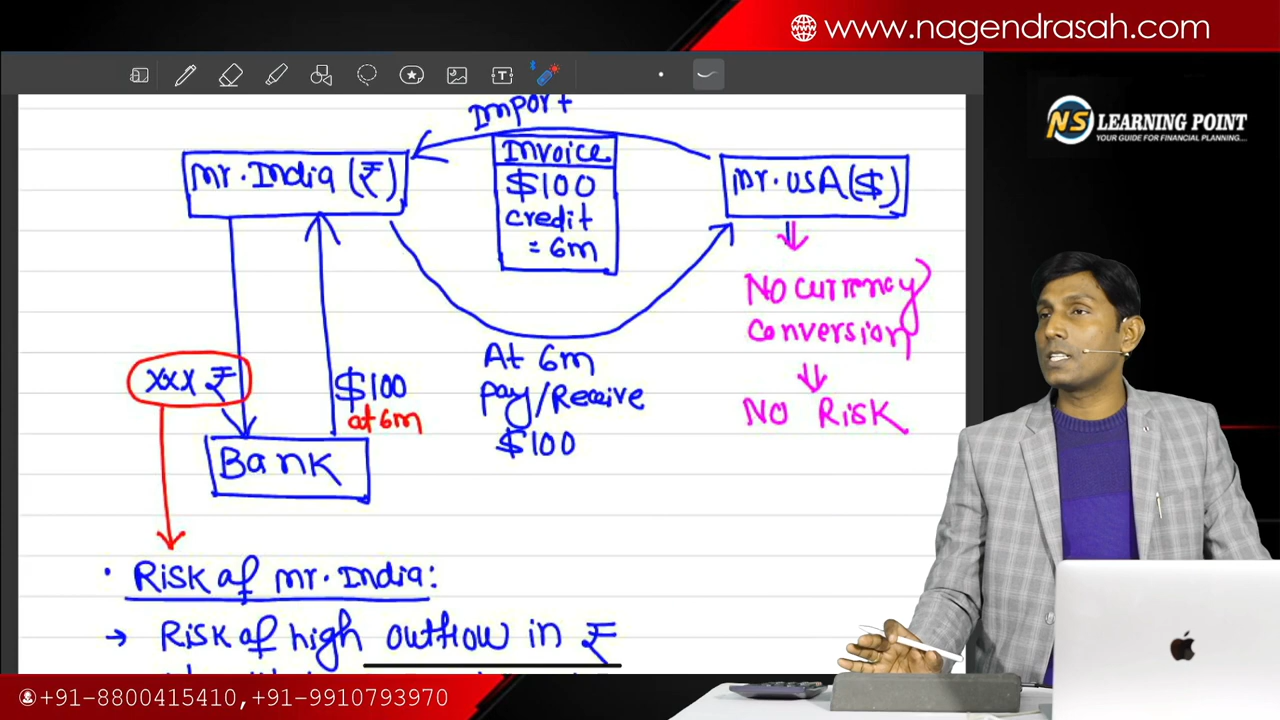 www.nagendrasah.com
NS LEARNING POINT
YOUR GUIDE FOR FINANCIAL PLANNING....
Import
Invoice
$100
credit
= 6m
Mr. India (₹)
Mr. USA ($)
No currency
conversion
No Risk
At 6m
Pay/Receive
$100
xxx ₹
$100
at 6m
Bank
• Risk of Mr. India:
→ Risk of high outflow in ₹
+91-8800415410,+91-9910793970